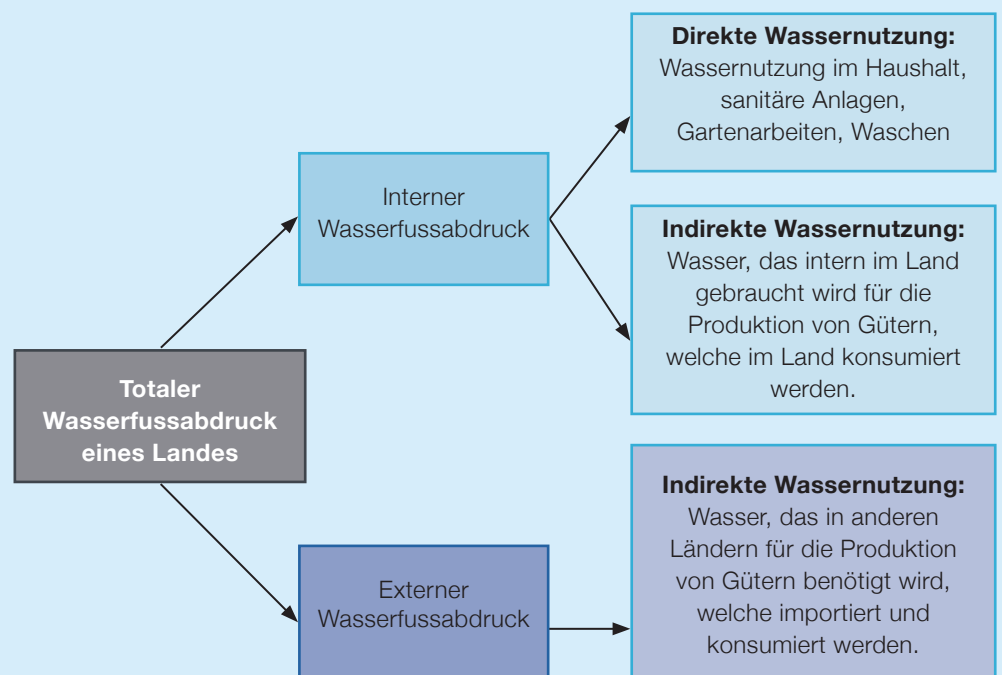 Totaler
Wasserfussabdruck
eines Landes
Interner
Wasserfussabdruck
Direkte Wassernutzung:
Wassernutzung im Haushalt,
sanitäre Anlagen,
Gartenarbeiten, Waschen
Indirekte Wassernutzung:
Wasser, das intern im Land
gebraucht wird für die
Produktion von Gütern,
welche im Land konsumiert
werden.
Externer
Wasserfussabdruck
Indirekte Wassernutzung:
Wasser, das in anderen
Ländern für die Produktion
von Gütern benötigt wird,
welche importiert und
konsumiert werden.